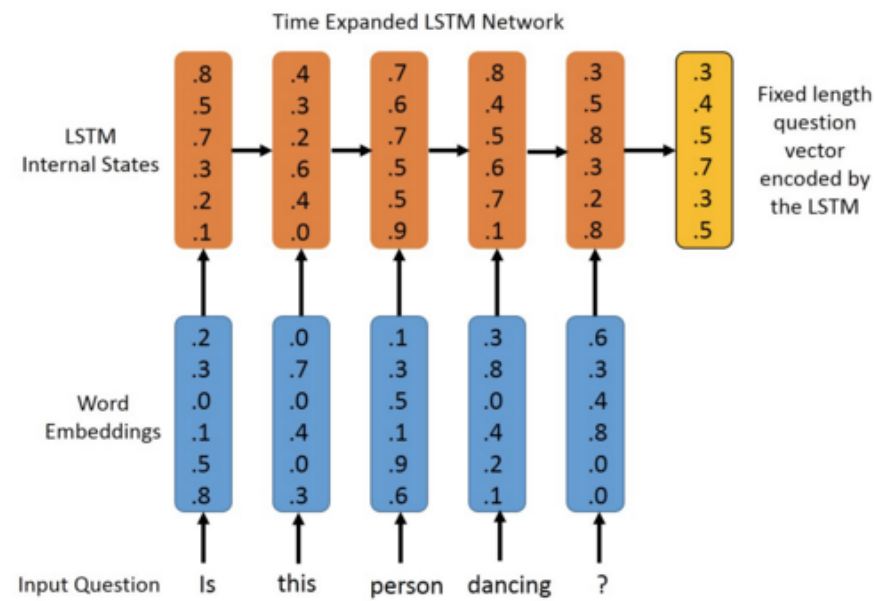 Time Expanded LSTM Network
LSTM
Internal States
.8 .4 .7 .8 .3 .3
.5 .3 .6 .4 .5 .4
.7 .2 .7 .5 .8 .5
.3 .6 .5 .6 .3 .7
.2 .4 .5 .7 .2 .3
.1 .0 .9 .1 .8 .5
Fixed length
question
vector
encoded by
the LSTM
Word
Embeddings
.2 .0 .1 .3 .6
.3 .7 .3 .8 .3
.0 .0 .5 .0 .4
.1 .4 .1 .4 .8
.5 .0 .9 .2 .0
.8 .3 .6 .1 .0
Input Question Is this person dancing ?